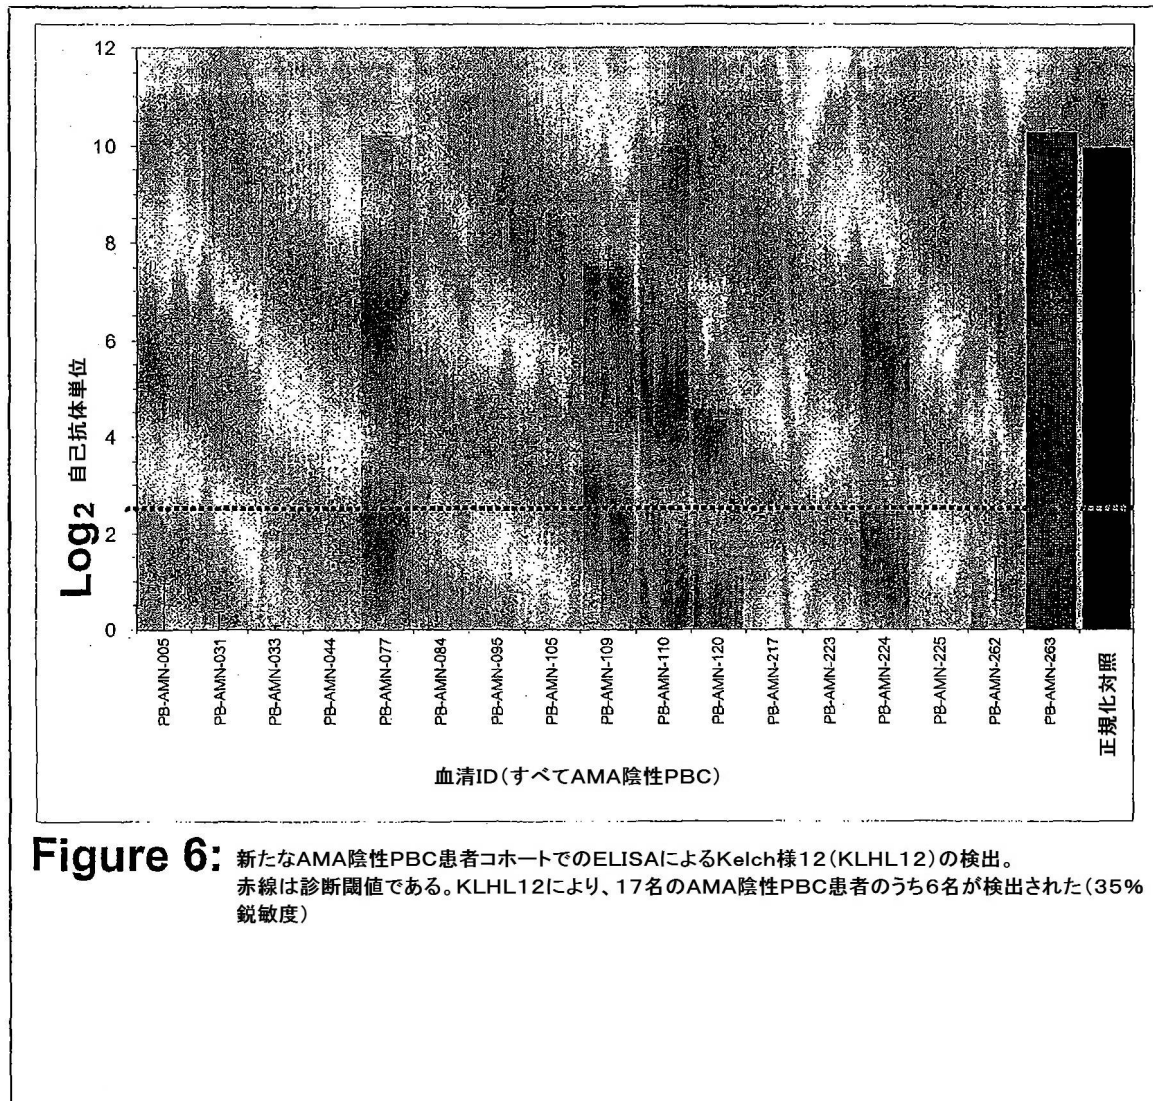 12
10
8
6
4
2
0
Log2 自己抗体単位
PB-AMN-005
PB-AMN-031
PB-AMN-033
PB-AMN-044
PB-AMN-077
PB-AMN-084
PB-AMN-095
PB-AMN-105
PB-AMN-109
PB-AMN-110
PB-AMN-120
PB-AMN-217
PB-AMN-223
PB-AMN-224
PB-AMN-225
PB-AMN-262
PB-AMN-263
正規化対照
血清ID(すべてAMA陰性PBC)
Figure 6: 新たなAMA陰性PBC患者コホートでのELISAによるKelch様12(KLHL12)の検出。
赤線は診断閾値である。KLHL12により、17名のAMA陰性PBC患者のうち6名が検出された(35%
鋭敏度)